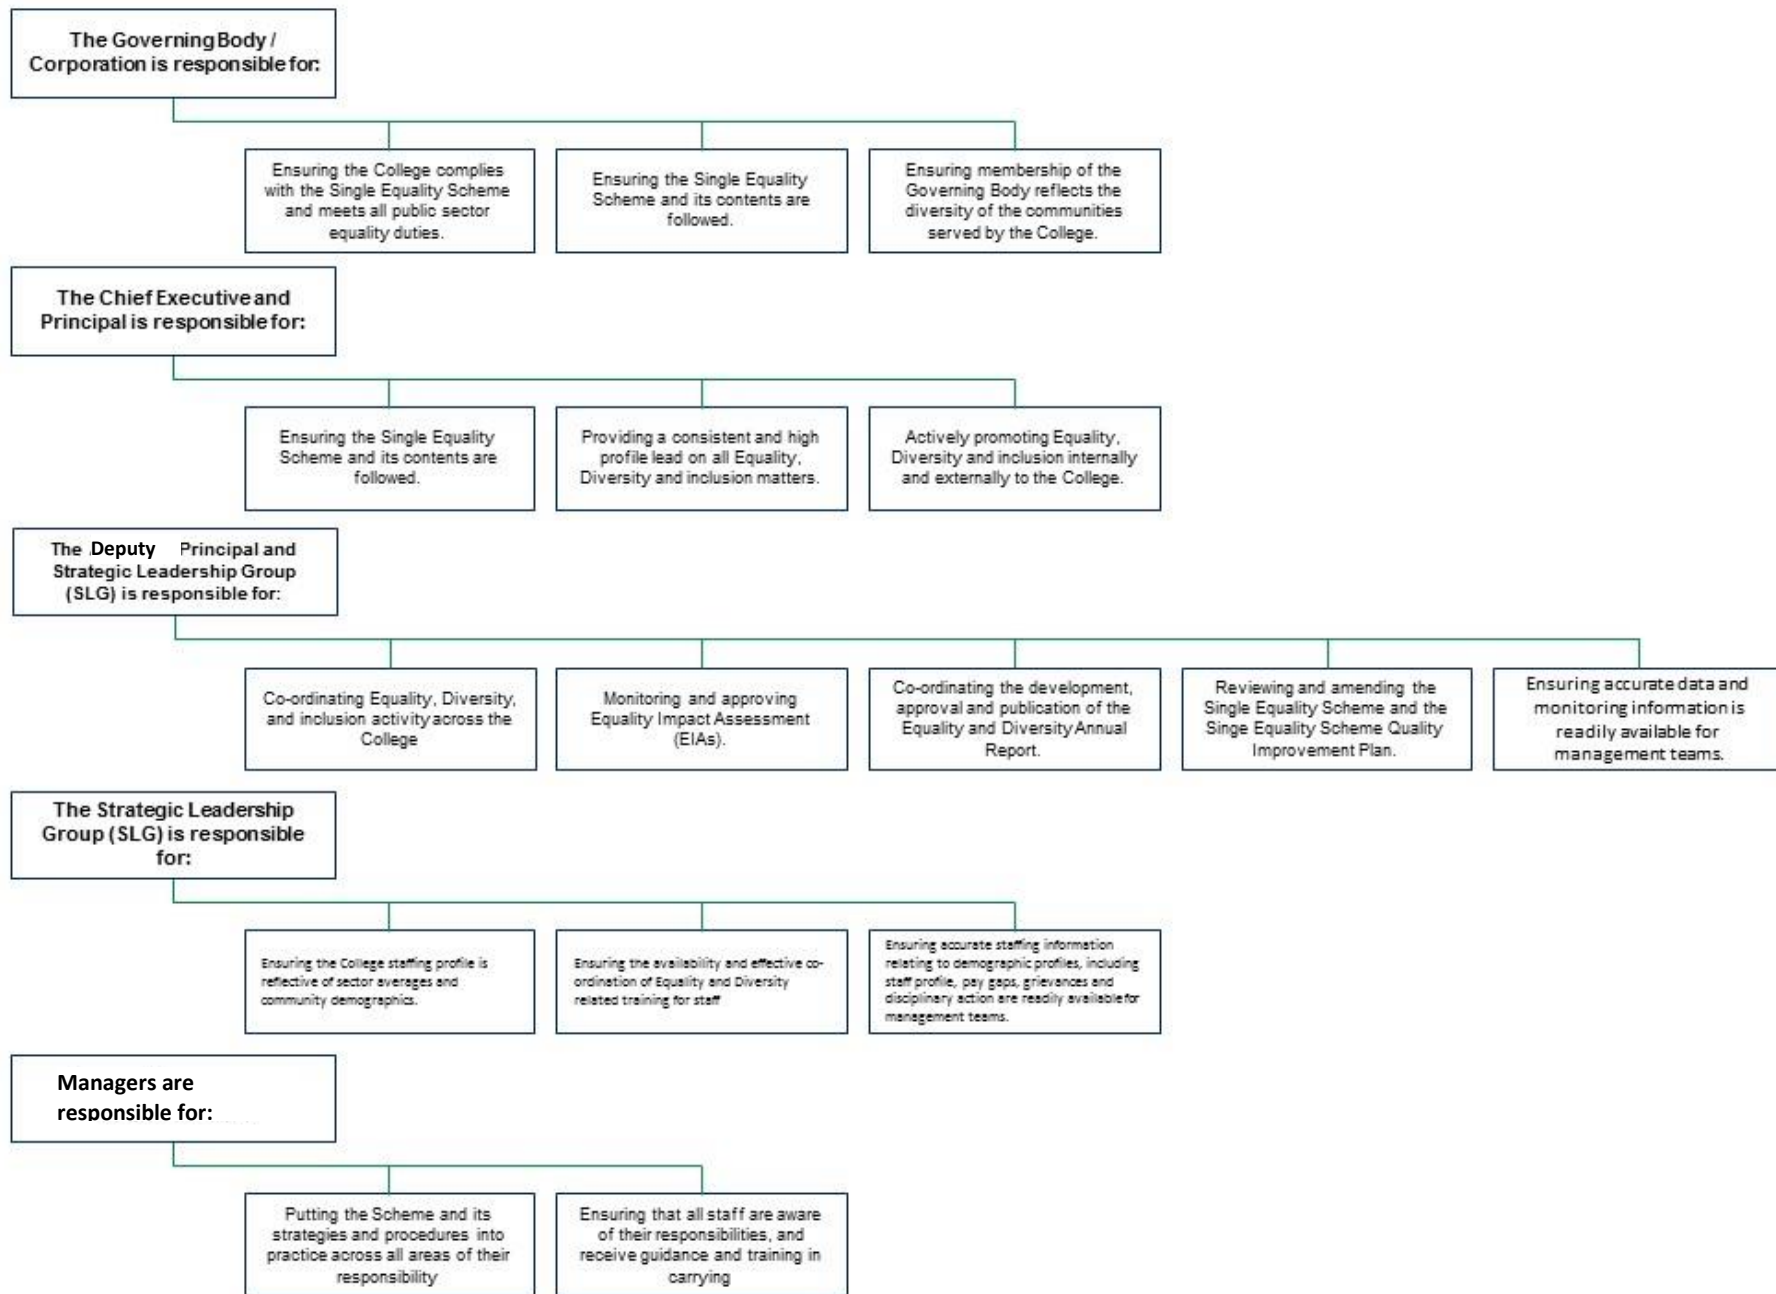 The Governing Body /
Corporation is responsible for:
Ensuring the College complies
with the Single Equality Scheme
and meets all public sector
equality duties.
Ensuring the Single Equality
Scheme and its contents are
followed.
Ensuring membership of the
Governing Body reflects the
diversity of the communities
served by the College.
The Chief Executive and
Principal is responsible for:
Ensuring the Single Equality
Scheme and its contents are
followed.
Providing a consistent and high
profile lead on all Equality,
Diversity and inclusion matters.
Actively promoting Equality,
Diversity and inclusion internally
and externally to the College.
The Deputy Principal and
Strategic Leadership Group
(SLG) is responsible for:
Co-ordinating Equality, Diversity,
and inclusion activity across the
College
Monitoring and approving
Equality Impact Assessment
(EIAs).
Co-ordinating the development,
approval and publication of the
Equality and Diversity Annual
Report.
Reviewing and amending the
Single Equality Scheme and the
Singe Equality Scheme Quality
Improvement Plan.
Ensuring accurate data and
monitoring information is
readily available for
management teams.
The Strategic Leadership
Group (SLG) is responsible
for:
Ensuring the College staffing profile is
reflective of sector averages and
community demographics.
Ensuring the availability and effective co-
ordination of Equality and Diversity
related training for staff
Ensuring accurate staffing information
relating to demographic profiles, including
staff profile, pay gaps, grievances and
disciplinary action are readily available for
management teams.
Managers are
responsible for:
Putting the Scheme and its
strategies and procedures into
practice across all areas of their
responsibility
Ensuring that all staff are aware
of their responsibilities, and
receive guidance and training in
carrying